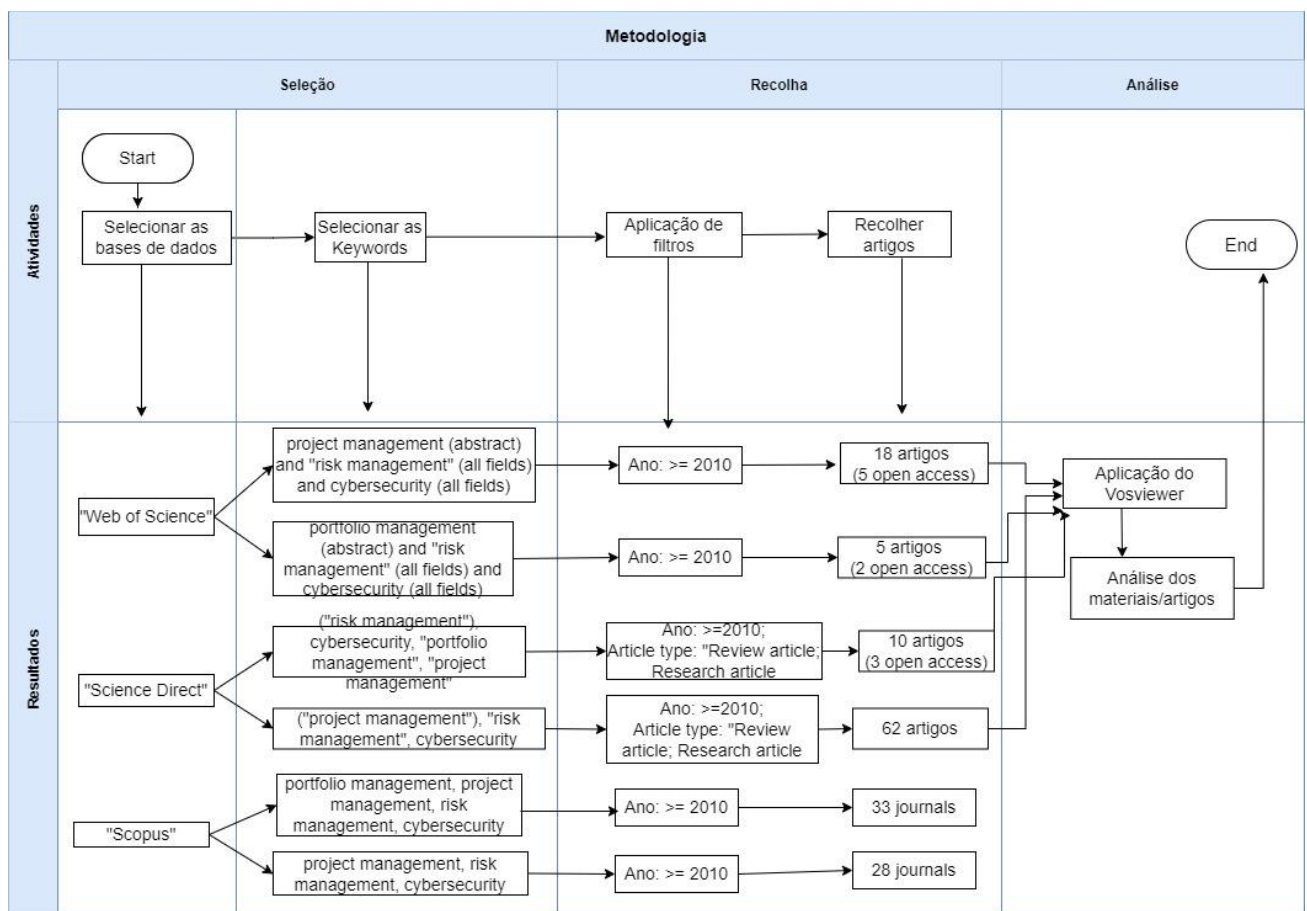 Metodologia
Seleção
Recolha
Análise
Atividades
Start
Selecionar as
bases de dados
Selecionar as
Keywords
Aplicação de
filtros
Recolher
artigos
End
Resultados
"Web of Science"
project management (abstract)
and "risk management" (all fields)
and cybersecurity (all fields)
Ano: >= 2010
18 artigos
(5 open access)
portfolio management
(abstract) and "risk
management" (all fields) and
cybersecurity (all fields)
Ano: >= 2010
5 artigos
(2 open access)
Aplicação do
Vosviewer
Análise dos
materiais/artigos
"Science Direct"
("risk management"),
cybersecurity, "portfolio
management", "project
management"
Ano: >=2010;
Article type: "Review article;
Research article
10 artigos
(3 open access)
("project management"), "risk
management", cybersecurity
Ano: >=2010;
Article type: "Review
article; Research article
62 artigos
"Scopus"
portfolio management, project
management, risk
management, cybersecurity
Ano: >= 2010
33 journals
project management, risk
management, cybersecurity
Ano: >= 2010
28 journals